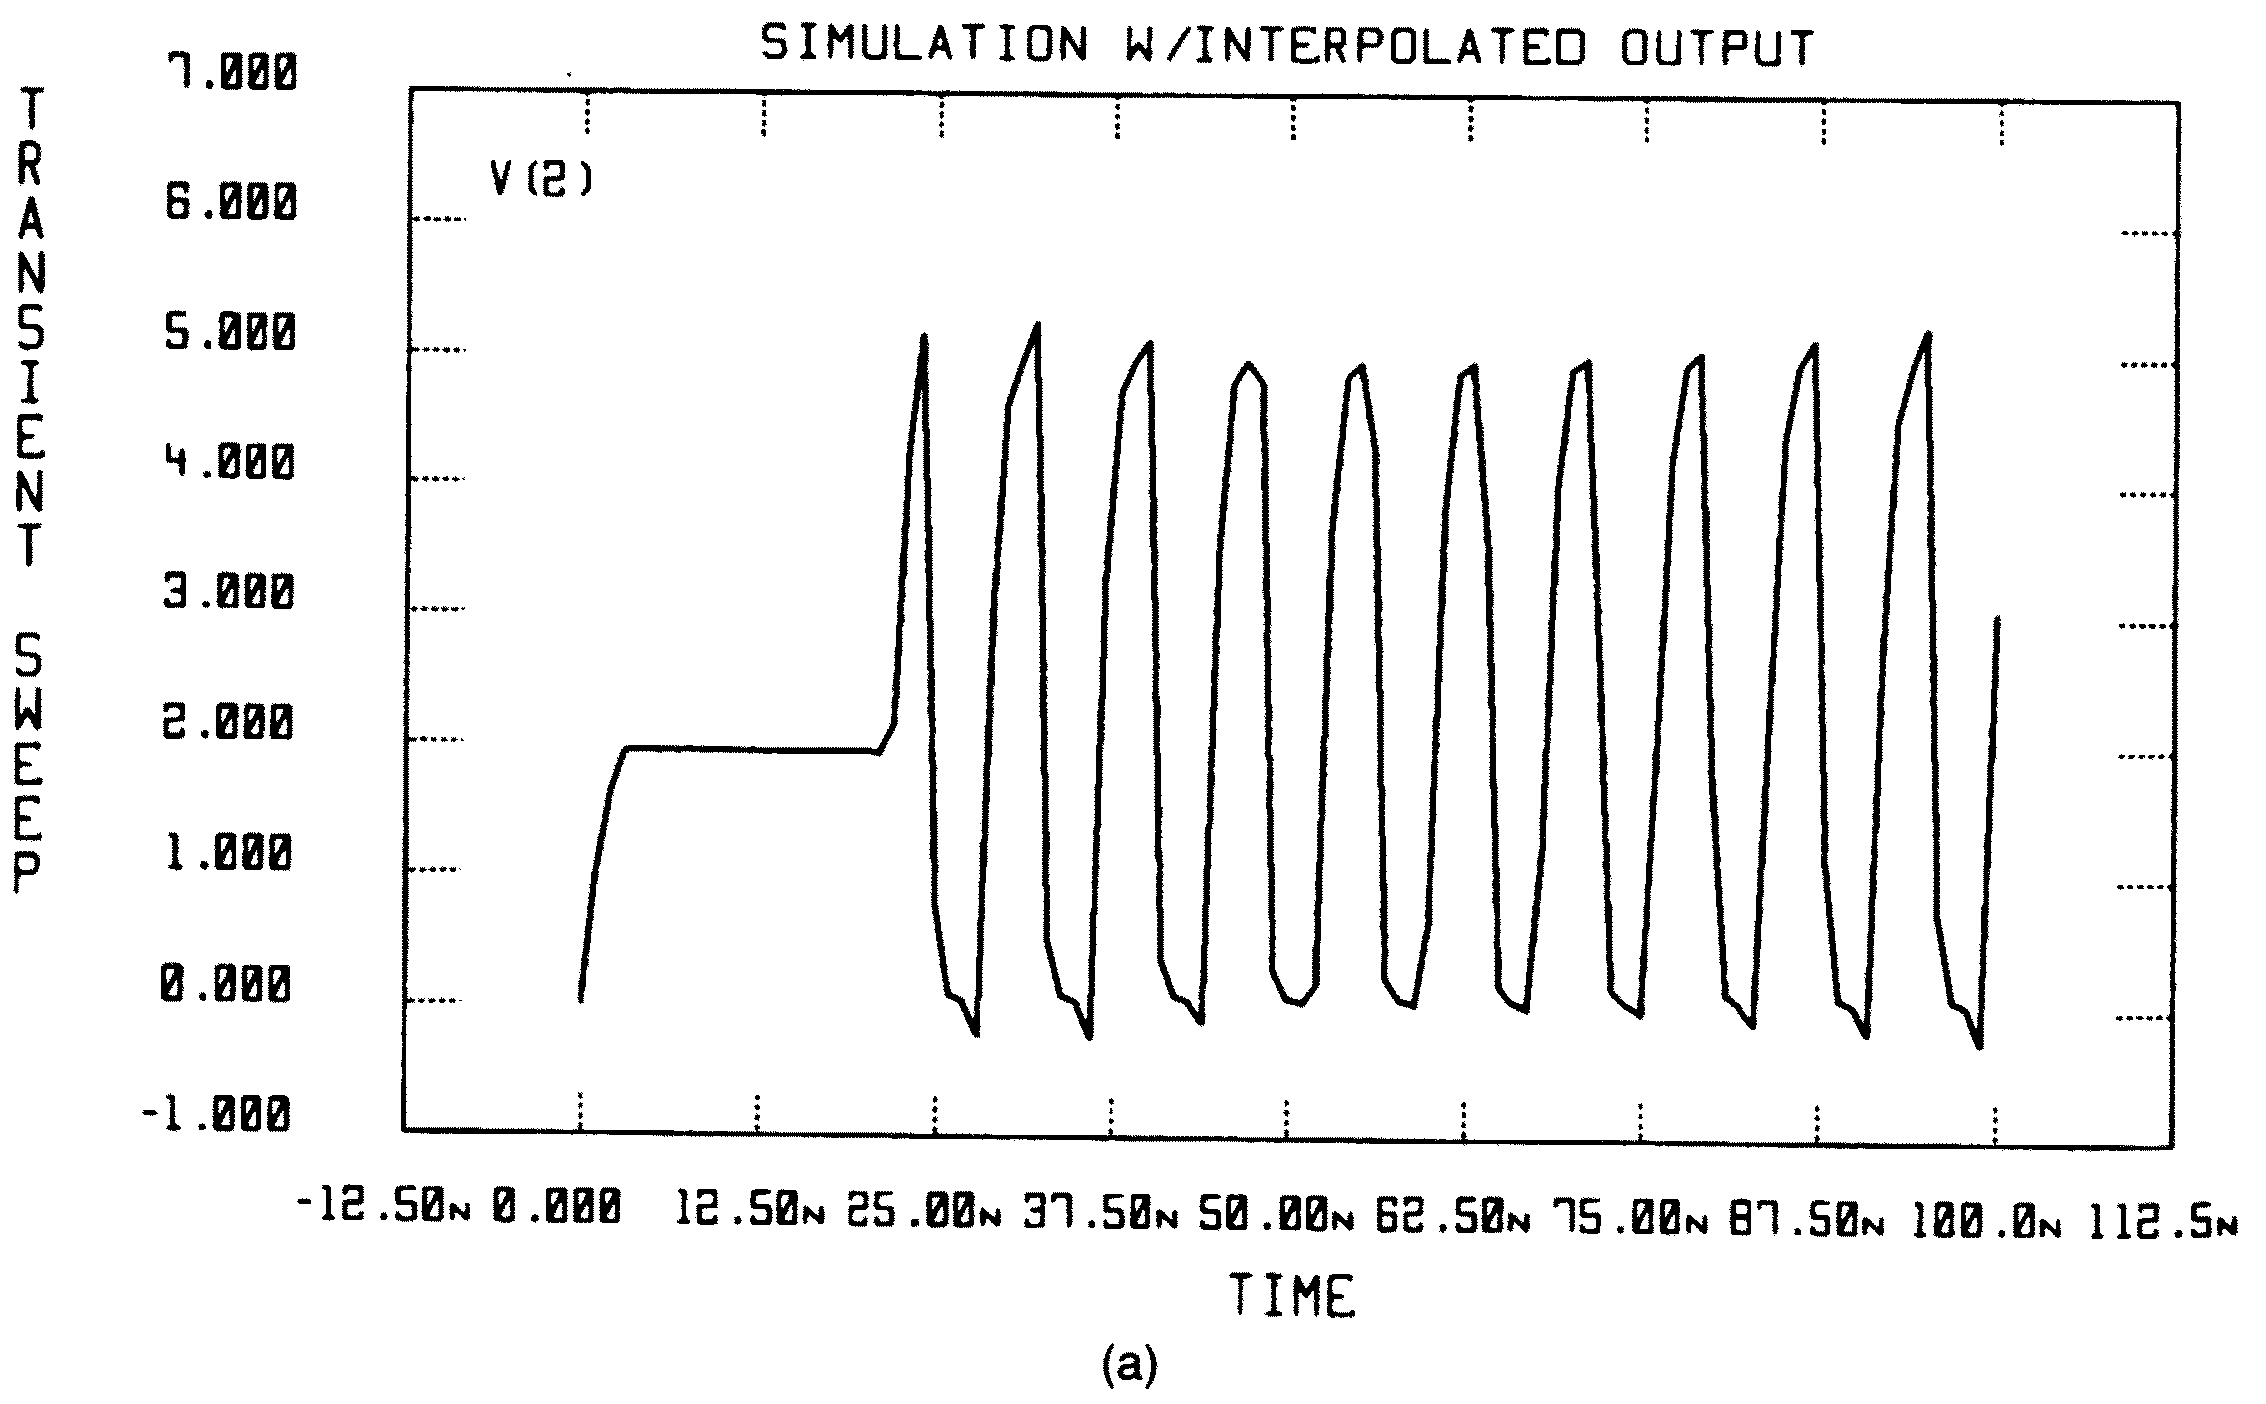 SIMULATION W/INTERPOLATED OUTPUT
TRANSIENT SWEEP
7.000
6.000
5.000
4.000
3.000
2.000
1.000
0.000
-1.000
V(2)
-12.50N 0.000 12.50N 25.00N 37.50N 50.00N 62.50N 75.00N 87.50N 100.0N 112.5N
TIME
(a)